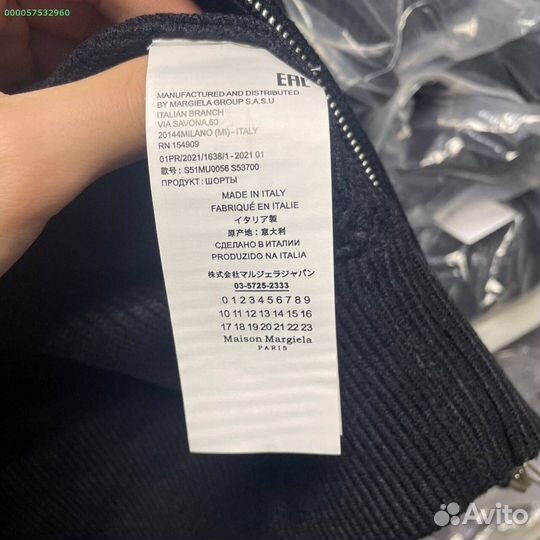 000057532960
EAC
MANUFACTURED AND DISTRIBUTED
BY MARGIELA GROUP S.A.S.U
ITALIAN BRANCH
VIA SAVONA,60
20144MILANO (MI) - ITALY
RN 154909
01PR/2021/1638/1 - 2021 01
款号: S51MU0056 S53700
ПРОДУКТ: ШОРТЫ
MADE IN ITALY
FABRIQUÉ EN ITALIE
イタリア製
原产地: 意大利
СДЕЛАНО В ИТАЛИИ
PRODUZIDO NA ITALIA
株式会社マルジェラジャパン
03-5725-2333
0 1 2 3 4 5 6 7 8 9
10 11 12 13 14 15 16
17 18 19 20 21 22 23
Maison Margiela
PARIS
Avito